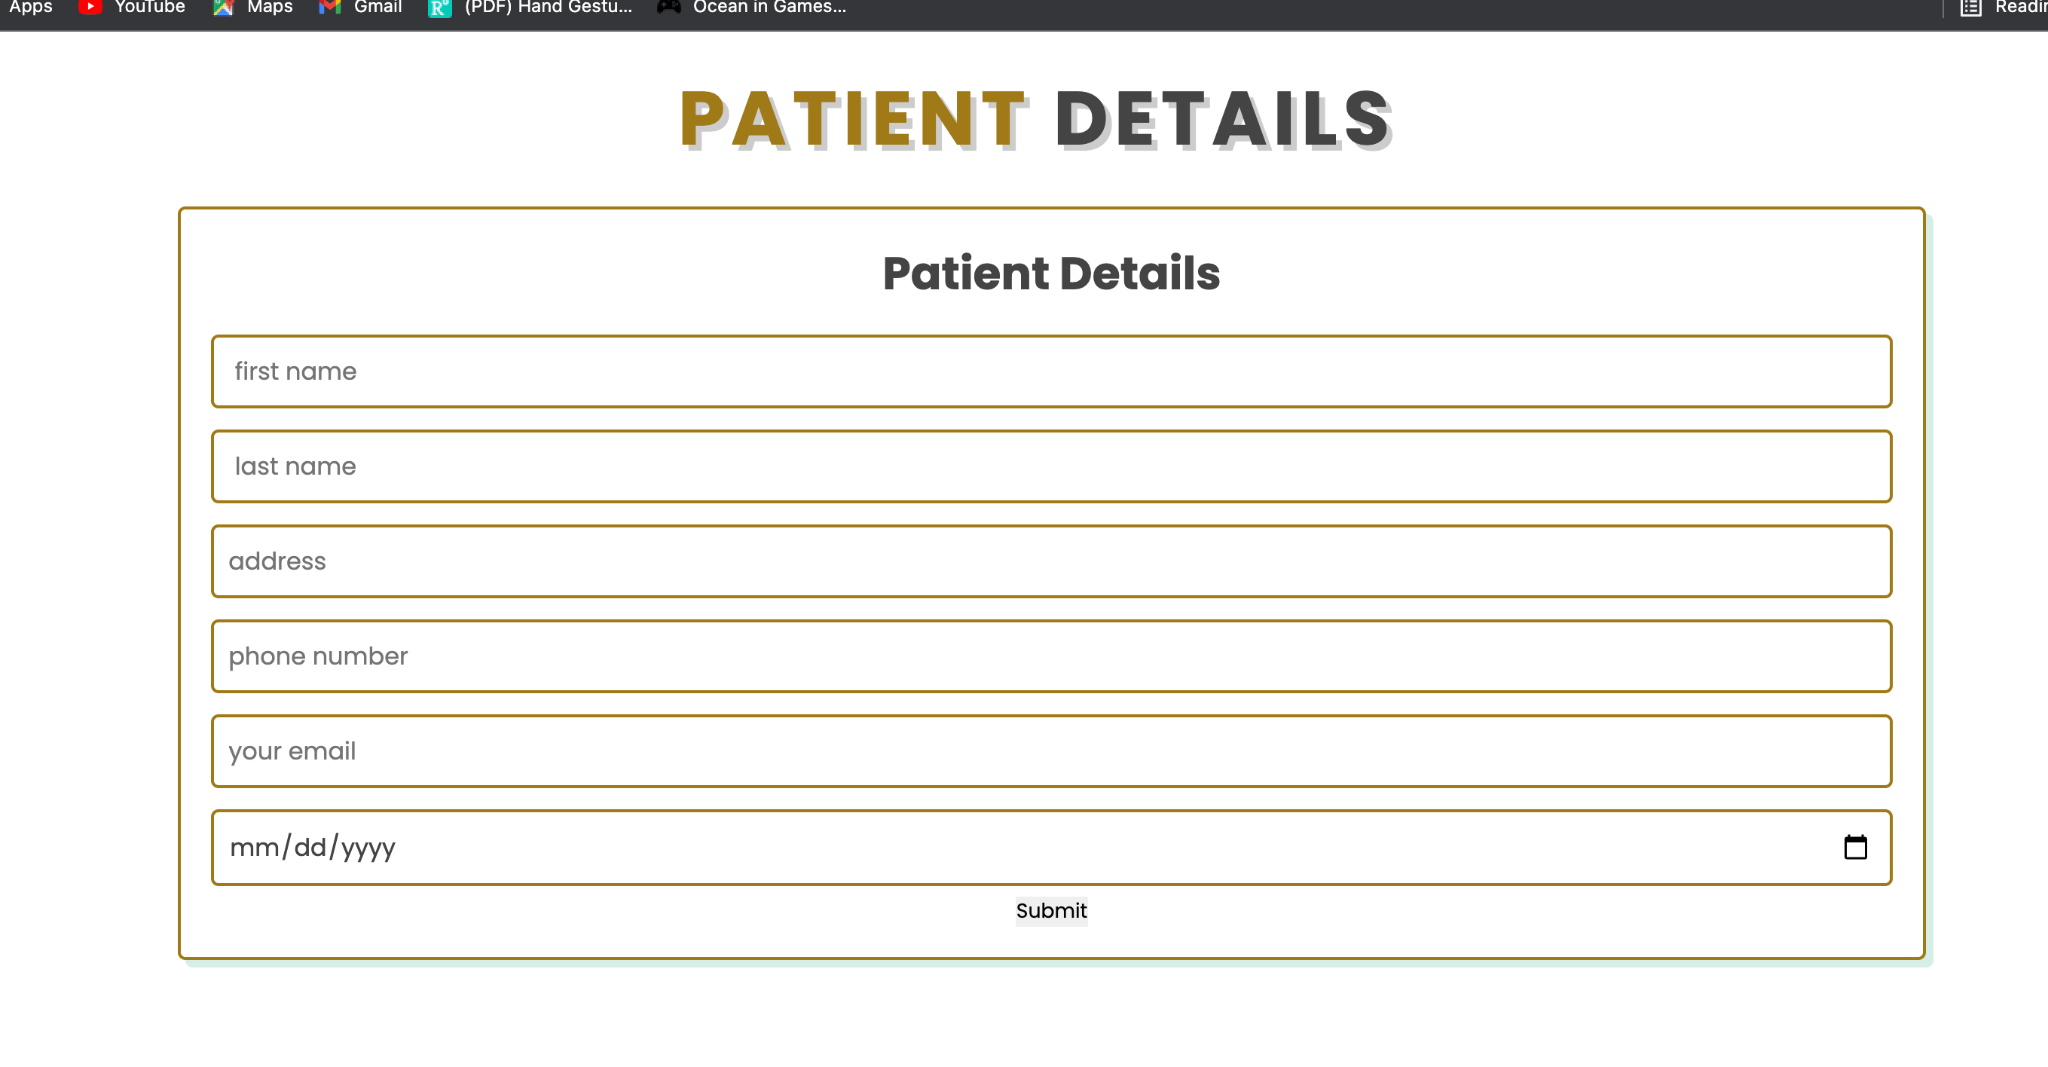 Apps YouTube Maps Gmail (PDF) Hand Gestu... Ocean in Games...
PATIENT DETAILS
Patient Details
first name
last name
address
phone number
your email
mm/dd/yyyy
Submit